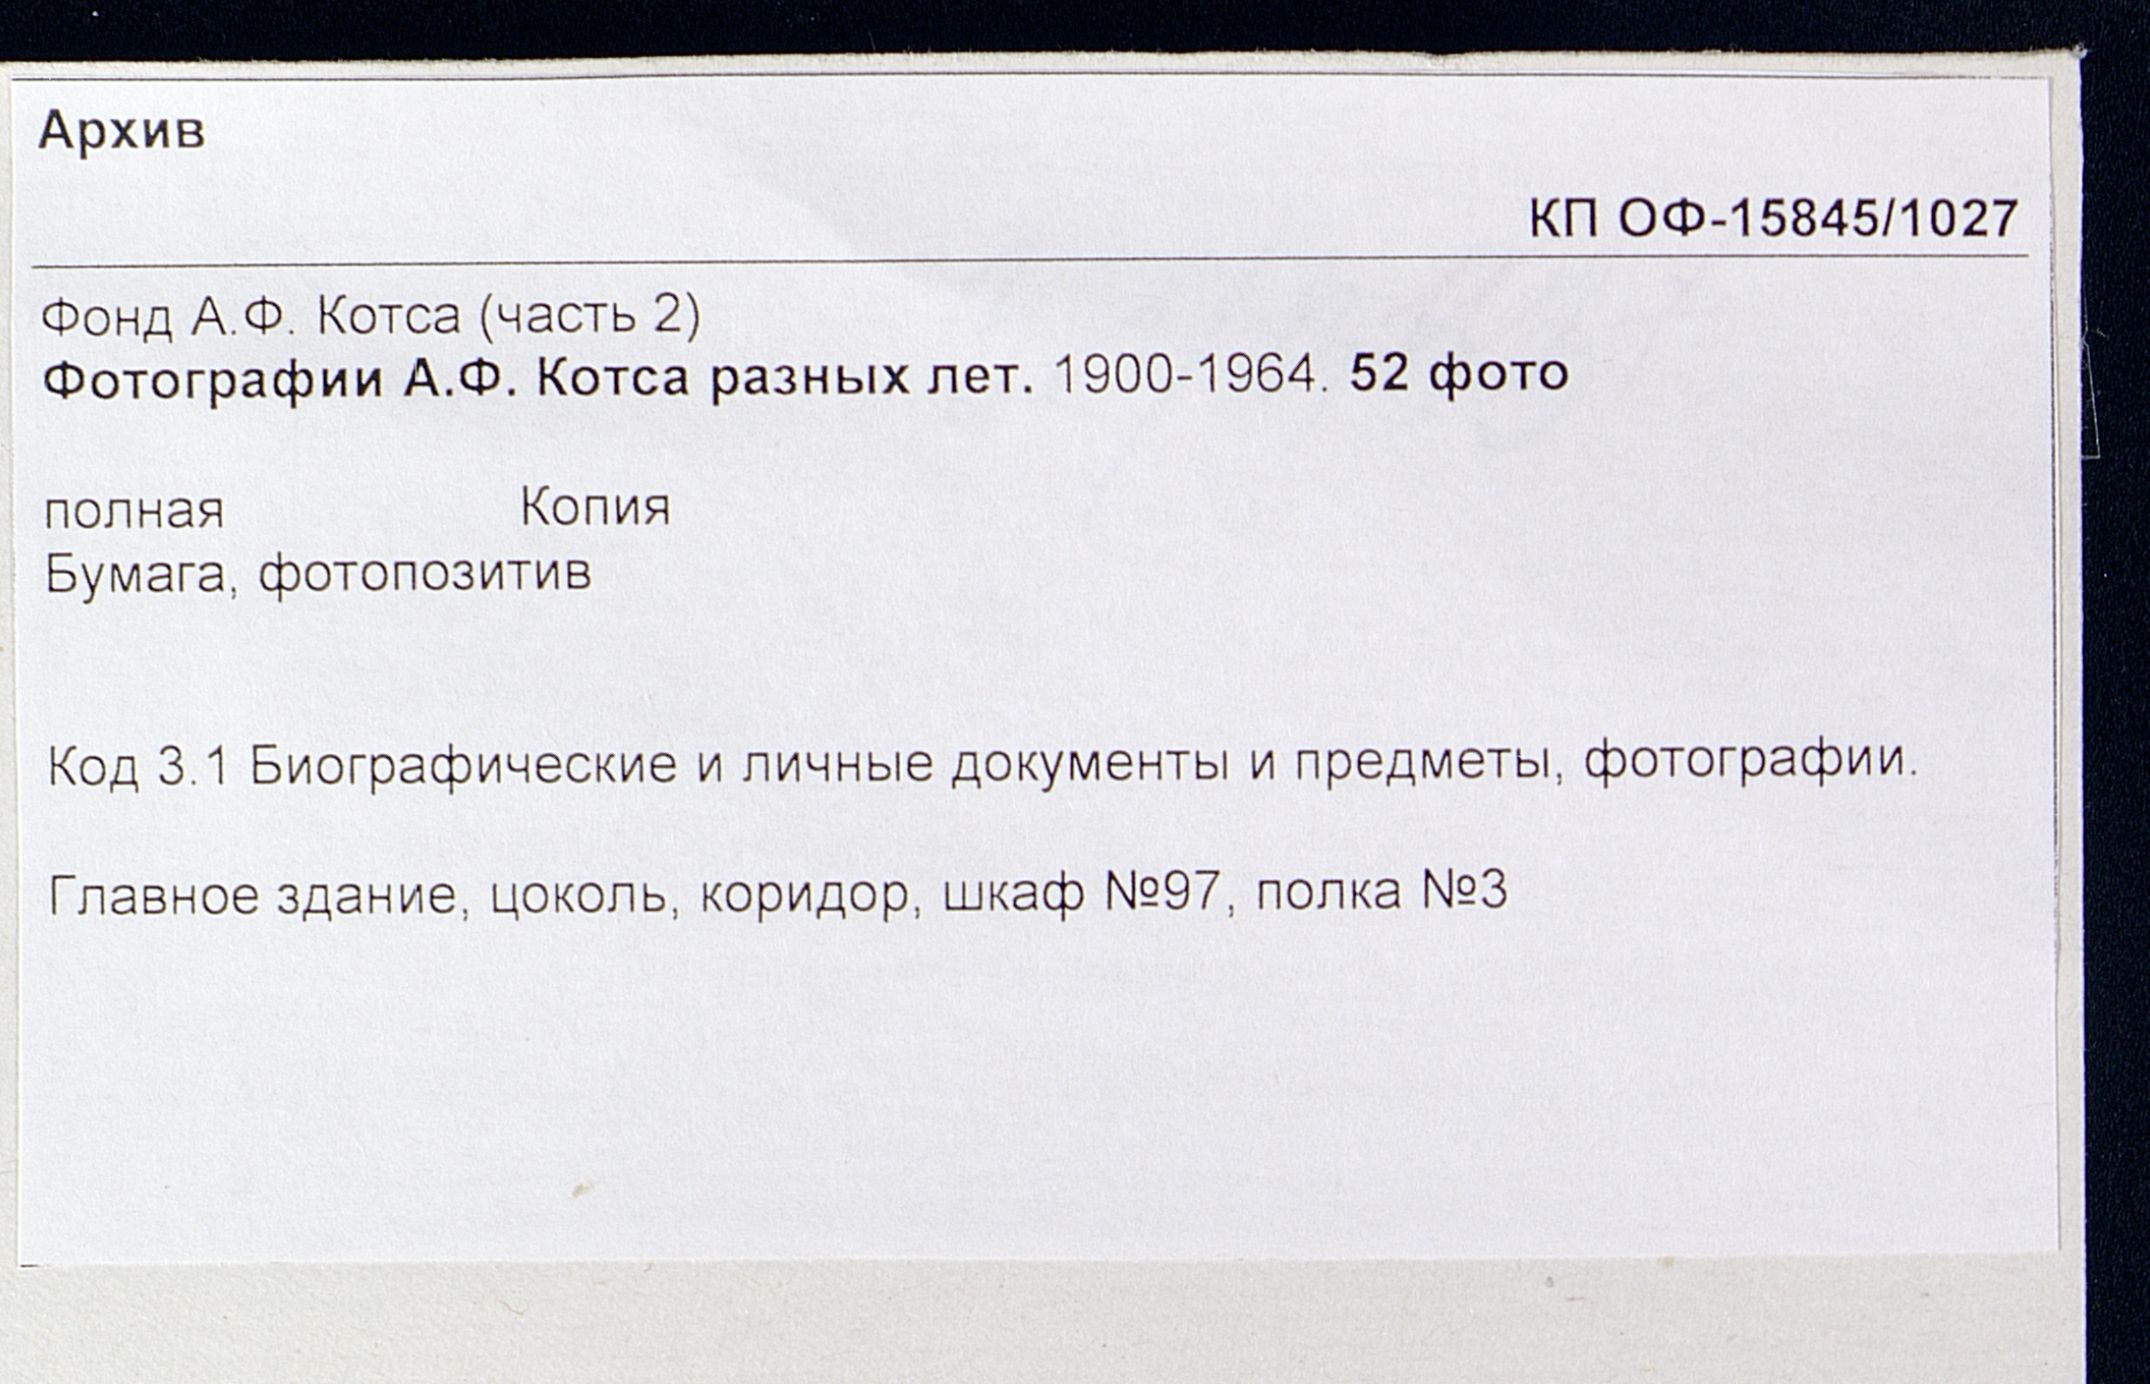 Архив
КП ОФ-15845/1027
Фонд А.Ф. Котса (часть 2)
Фотографии А.Ф. Котса разных лет. 1900-1964. 52 фото
полная Копия
Бумага, фотопозитив
Код 3.1 Биографические и личные документы и предметы, фотографии.
Главное здание, цоколь, коридор, шкаф №97, полка №3